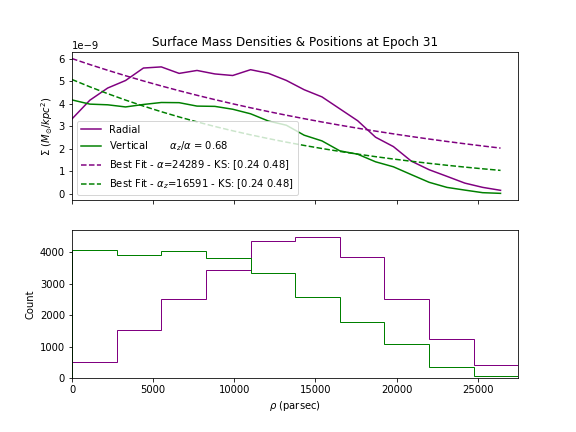 Surface Mass Densities & Positions at Epoch 31
1e−9
6
5
4
3
2
1
0
Σ (M⊙/kpc²)
Radial
Vertical α_z/α = 0.68
Best Fit - α=24289 - KS: [0.24 0.48]
Best Fit - α_z=16591 - KS: [0.24 0.48]
4000
3000
2000
1000
0
Count
0 5000 10000 15000 20000 25000
ρ (parsec)